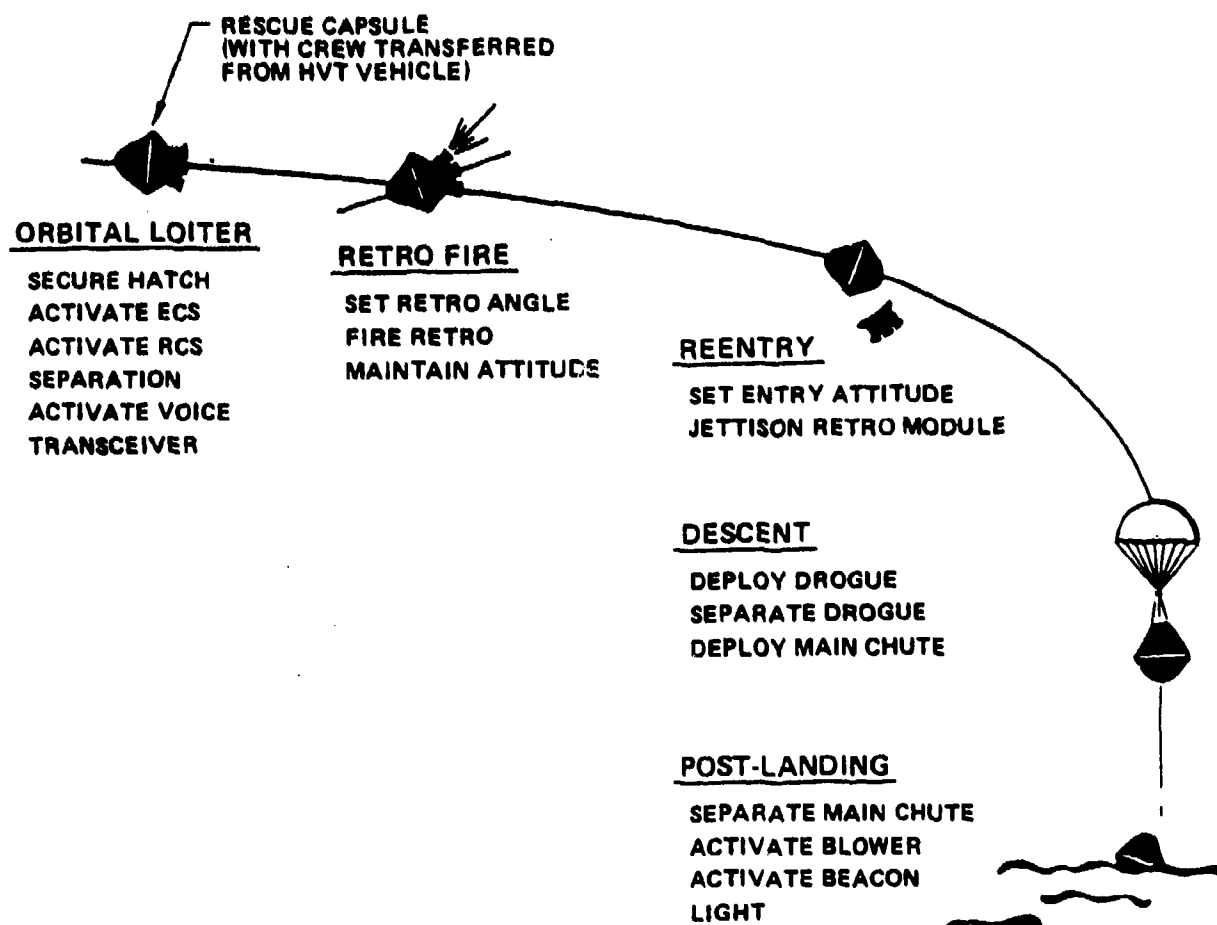 RESCUE CAPSULE
(WITH CREW TRANSFERRED
FROM HVT VEHICLE)
ORBITAL LOITER
SECURE HATCH
ACTIVATE ECS
ACTIVATE RCS
SEPARATION
ACTIVATE VOICE
TRANSCEIVER
RETRO FIRE
SET RETRO ANGLE
FIRE RETRO
MAINTAIN ATTITUDE
REENTRY
SET ENTRY ATTITUDE
JETTISON RETRO MODULE
DESCENT
DEPLOY DROGUE
SEPARATE DROGUE
DEPLOY MAIN CHUTE
POST-LANDING
SEPARATE MAIN CHUTE
ACTIVATE BLOWER
ACTIVATE BEACON
LIGHT